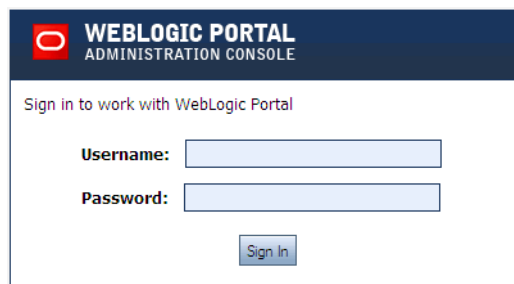 WEBLOGIC PORTAL
ADMINISTRATION CONSOLE
Sign in to work with WebLogic Portal
Username:
Password:
Sign In